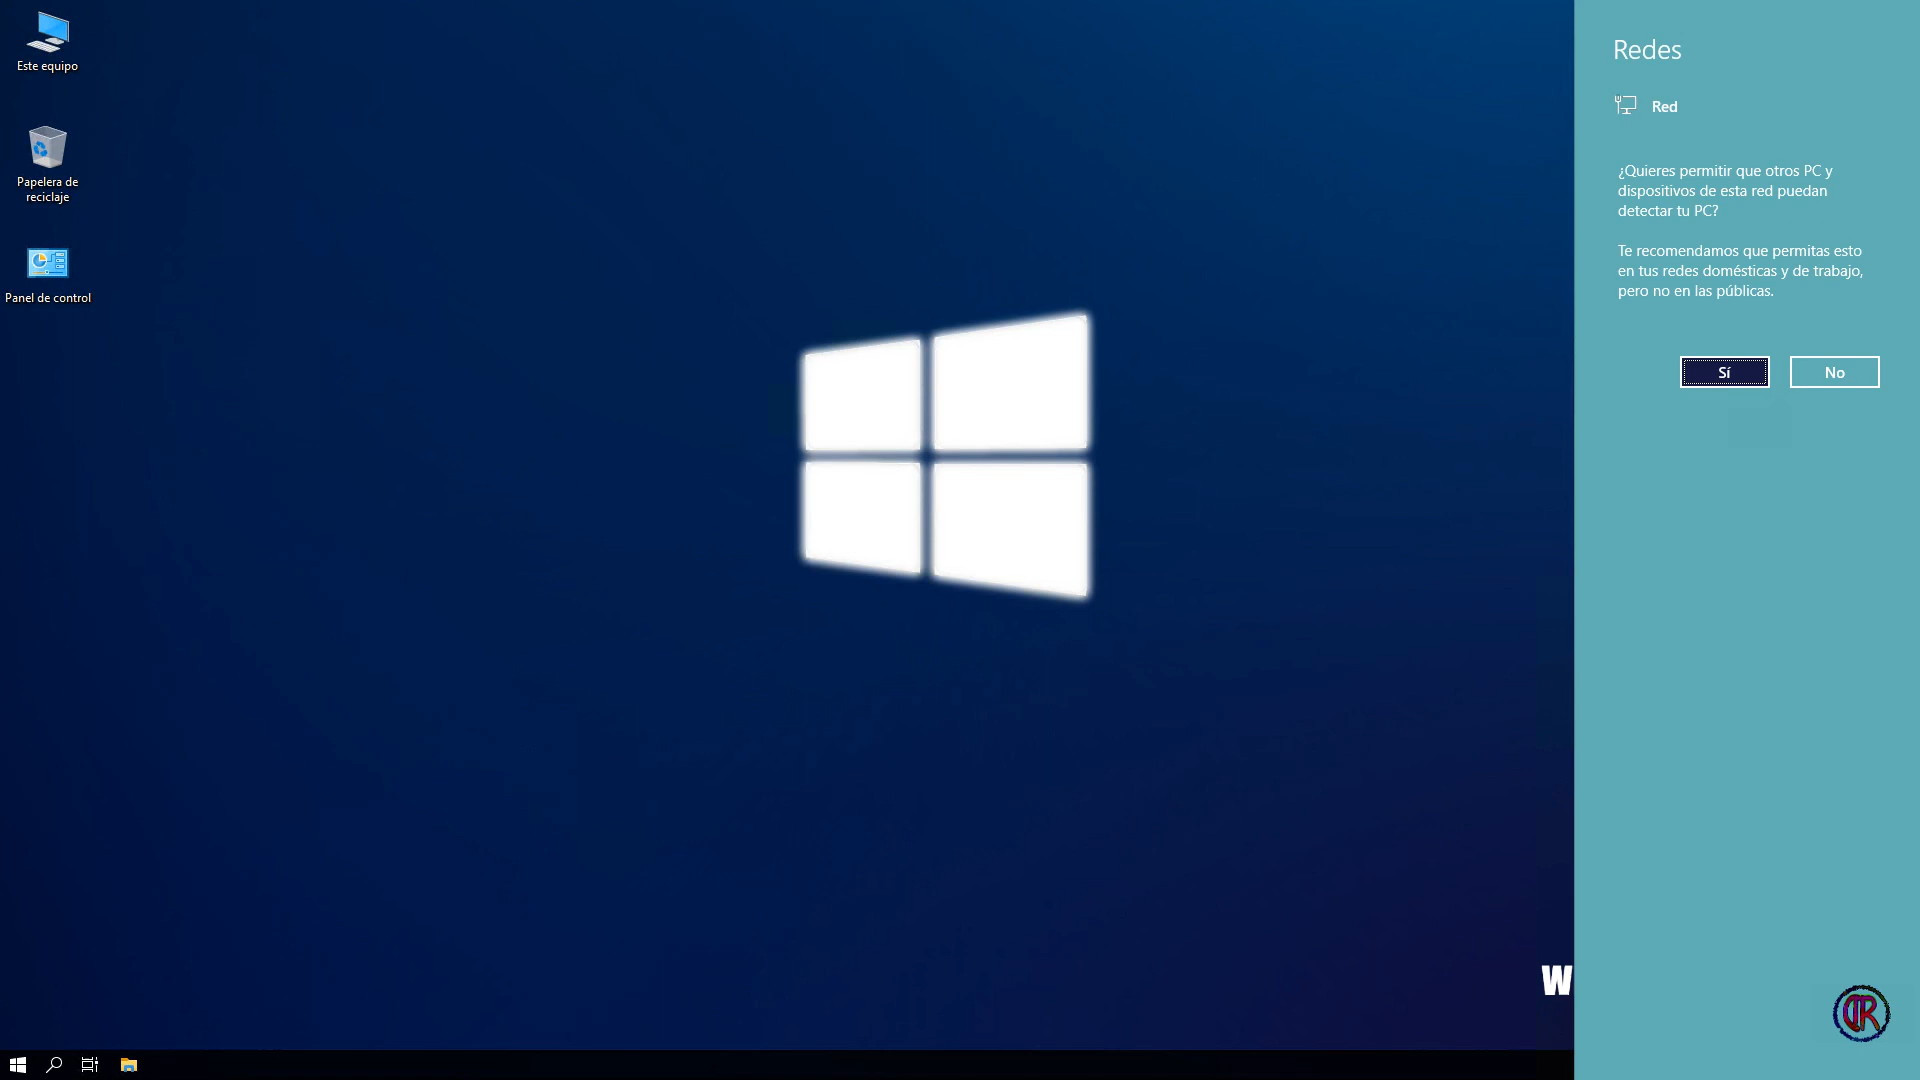 Este equipo
Papelera de
reciclaje
Panel de control
Redes
Red
¿Quieres permitir que otros PC y
dispositivos de esta red puedan
detectar tu PC?
Te recomendamos que permitas esto
en tus redes domésticas y de trabajo,
pero no en las públicas.
Sí
No
W